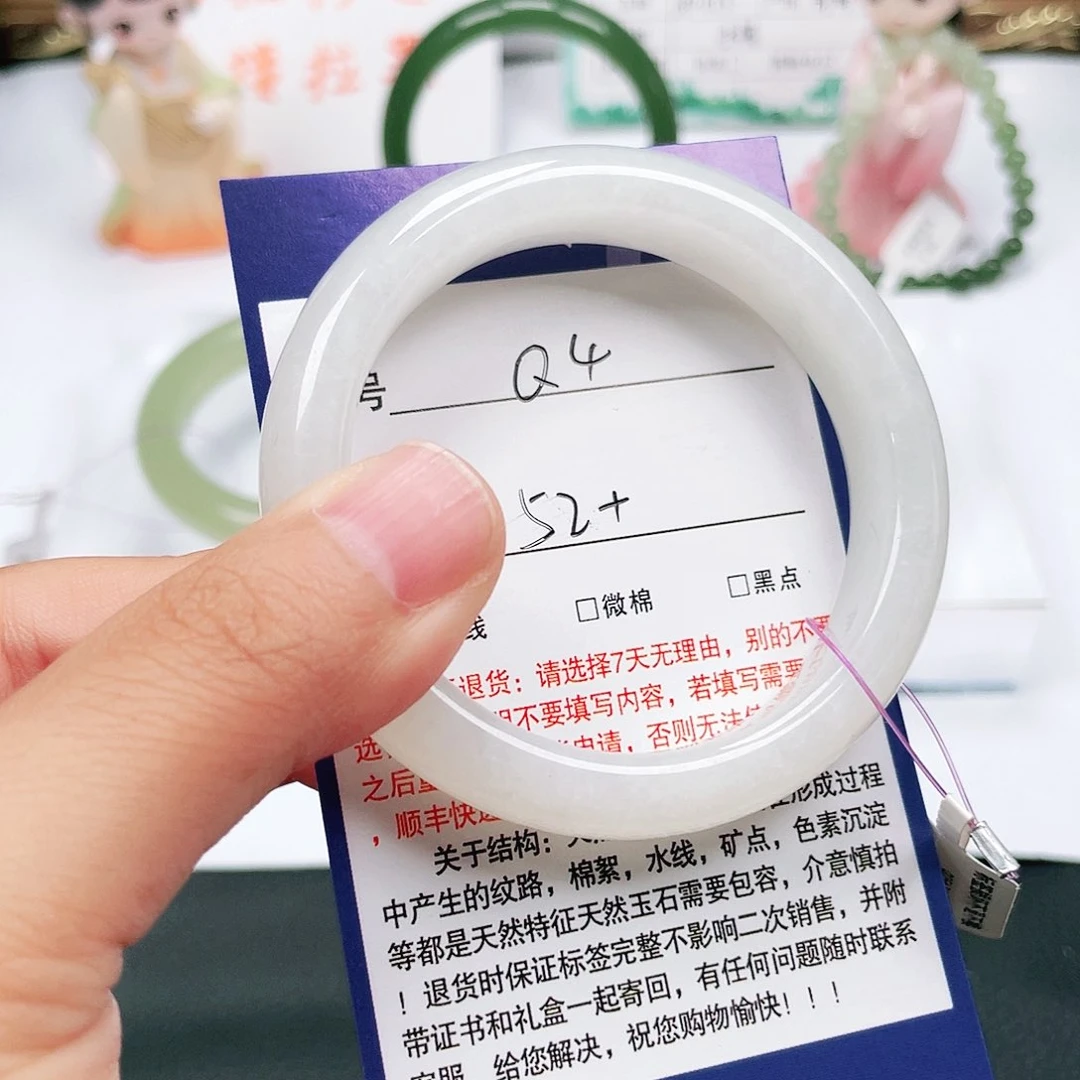 号 Q4
52+
线 □微棉 □黑点
退货：请选择7天无理由，别的不要
不要填写内容，若填写需要
申请，否则无法
之后
，顺丰快
关于结构： 形成过程
中产生的纹路，棉絮，水线，矿点，色素沉淀
等都是天然特征天然玉石需要包容，介意慎拍
！退货时保证标签完整不影响二次销售，并附
带证书和礼盒一起寄回，有任何问题随时联系
客服，给您解决，祝您购物愉快！！！